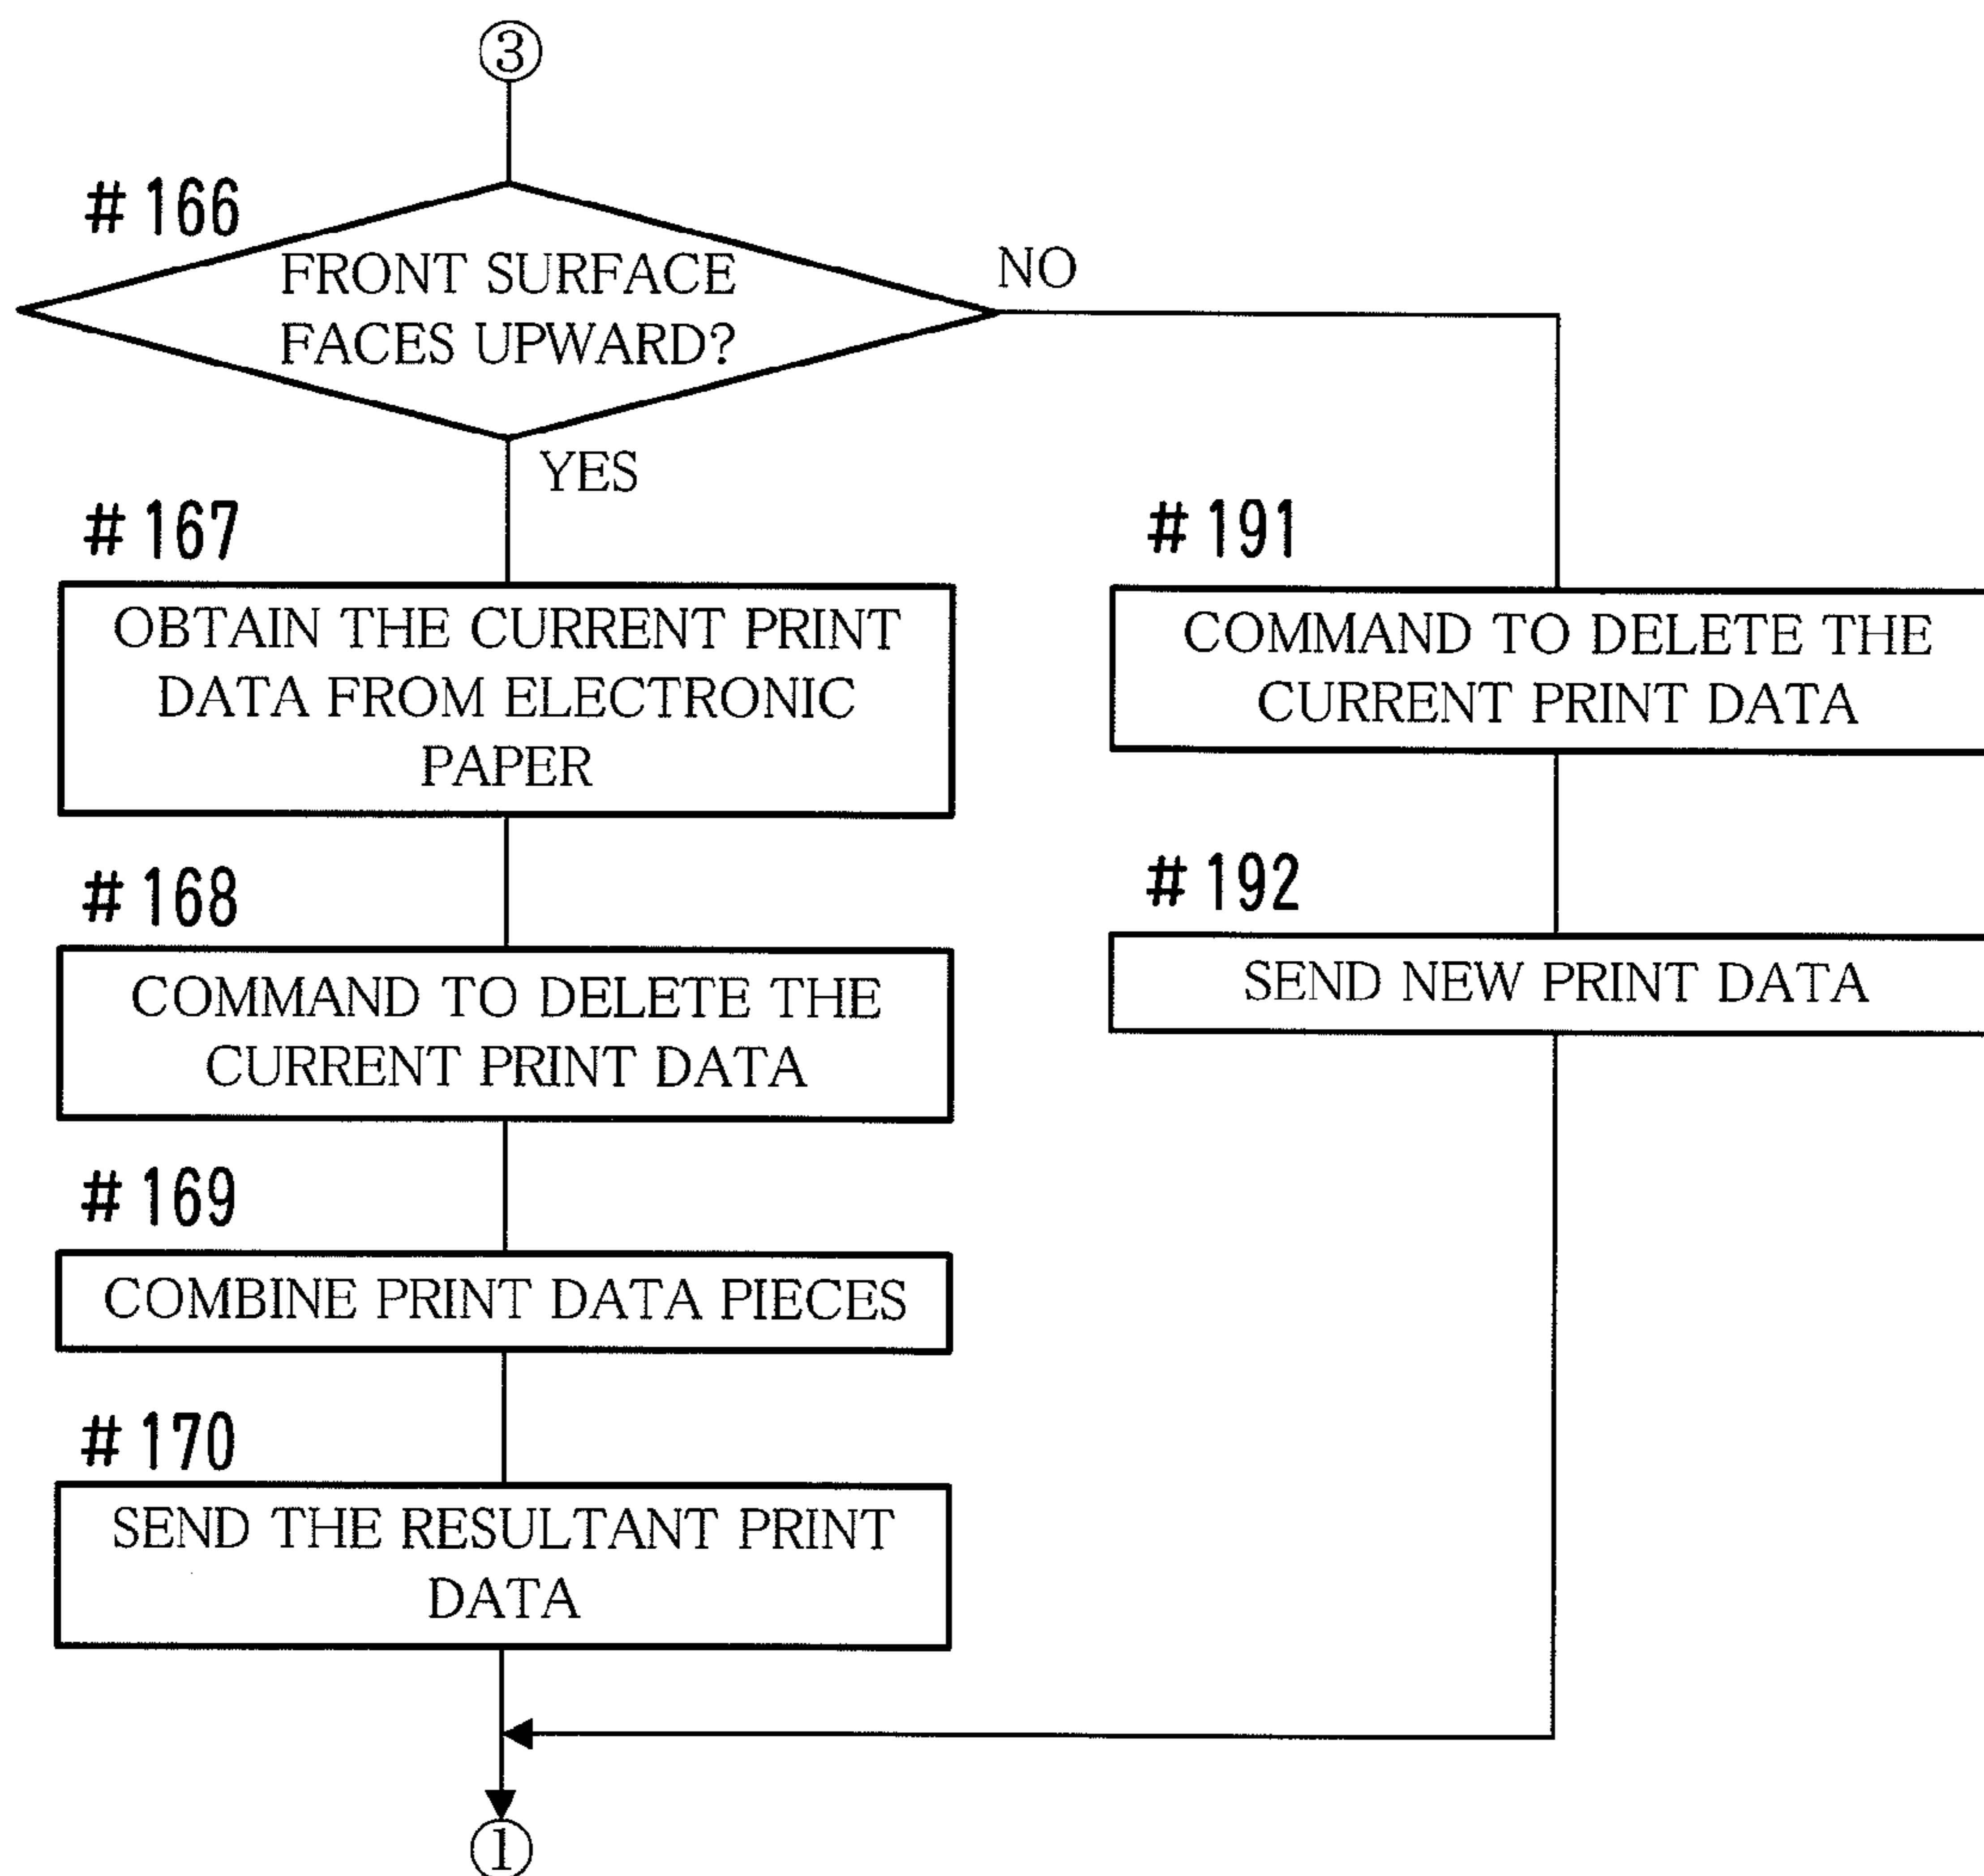 ③
#166
FRONT SURFACE
FACES UPWARD?
NO
YES
#167
OBTAIN THE CURRENT PRINT
DATA FROM ELECTRONIC
PAPER
#168
COMMAND TO DELETE THE
CURRENT PRINT DATA
#169
COMBINE PRINT DATA PIECES
#170
SEND THE RESULTANT PRINT
DATA
#191
COMMAND TO DELETE THE
CURRENT PRINT DATA
#192
SEND NEW PRINT DATA
①